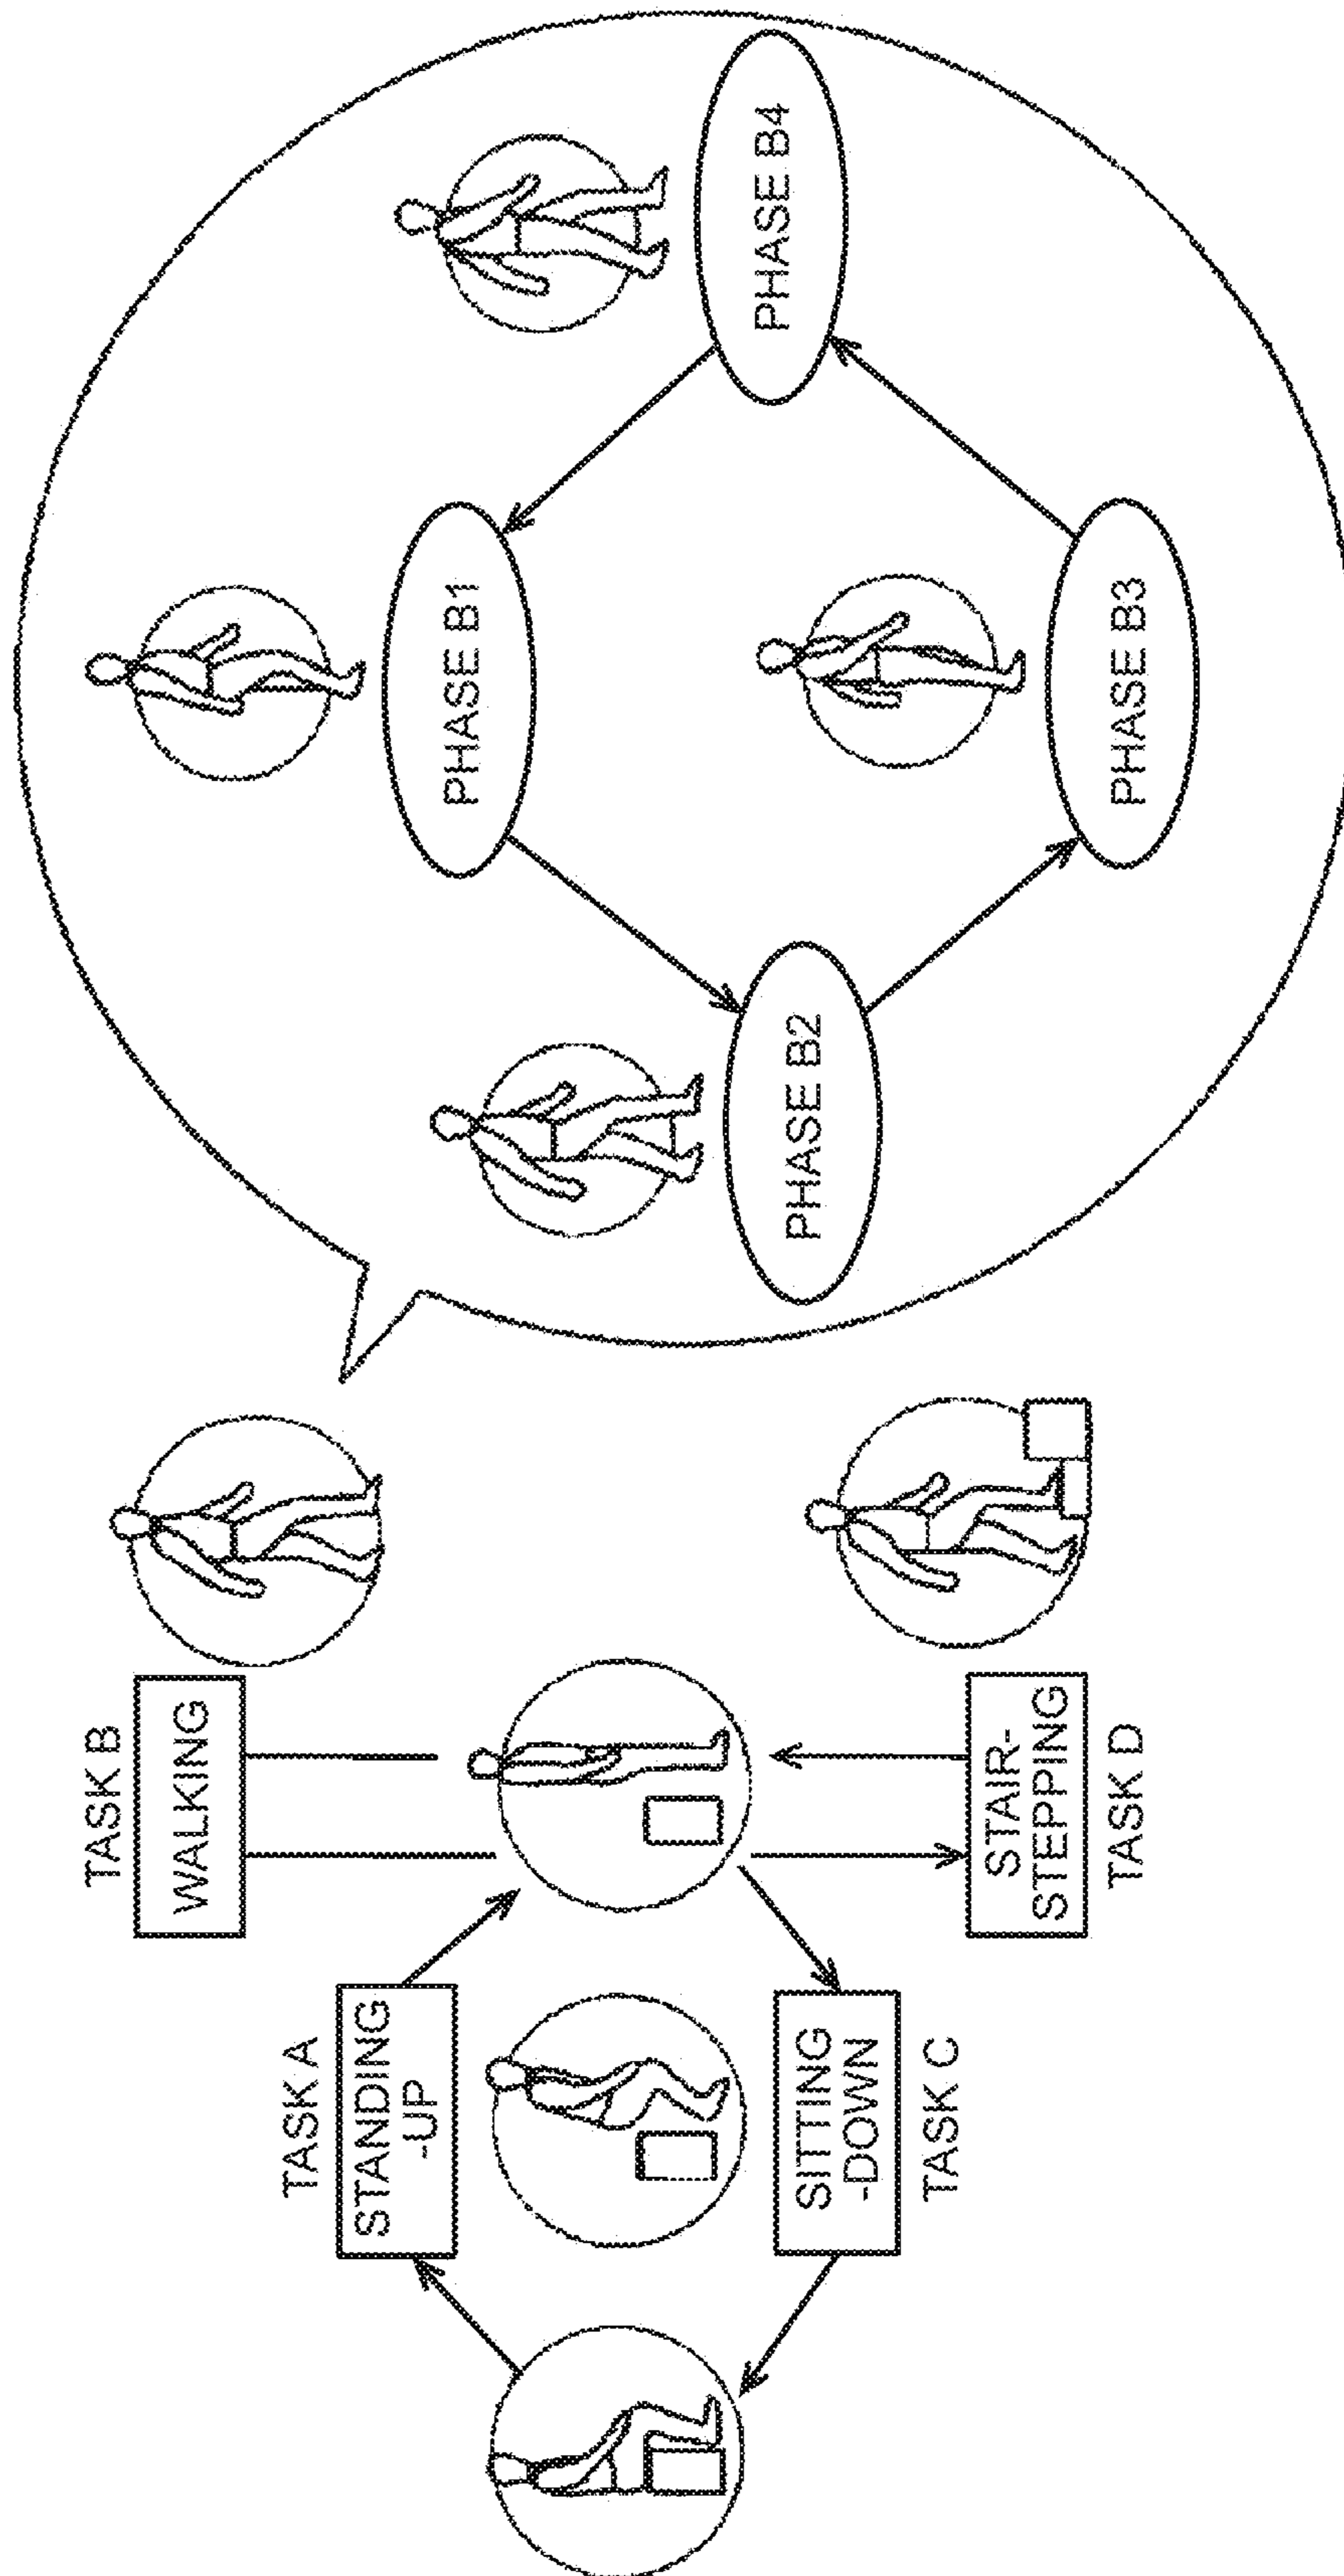 TASK A
STANDING
-UP
SITTING
-DOWN
TASK C
TASK B
WALKING
STAIR-
STEPPING
TASK D
PHASE B1
PHASE B2
PHASE B3
PHASE B4